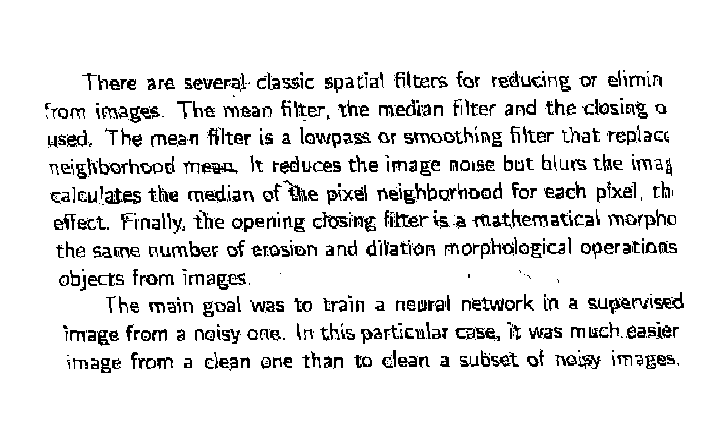 There are several classic spatial filters for reducing or elimin
from images. The mean filter, the median filter and the closing o
used. The mean filter is a lowpass or smoothing filter that replac
neighborhood mean. It reduces the image noise but blurs the imag
calculates the median of the pixel neighborhood for each pixel, th
effect. Finally, the opening closing filter is a mathematical morpho
the same number of erosion and dilation morphological operations
objects from images.
The main goal was to train a neural network in a supervised
image from a noisy one. In this particular case, it was much easier
image from a clean one than to clean a subset of noisy images.